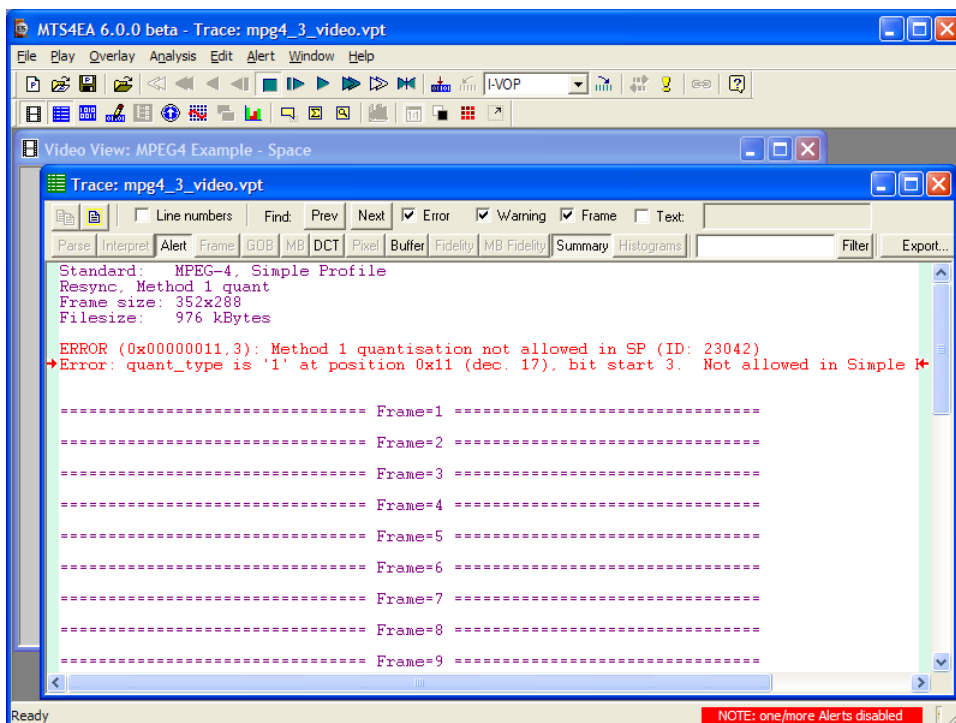 MTS4EA 6.0.0 beta - Trace: mpg4_3_video.vpt
File Play Overlay Analysis Edit Alert Window Help
I-VOP
Video View: MPEG4 Example - Space
Trace: mpg4_3_video.vpt
Line numbers Find: Prev Next Error Warning Frame Text:
Parse Interpret Alert Frame GOB MB DCT Pixel Buffer Fidelity MB Fidelity Summary Histograms Filter Export...
Standard: MPEG-4, Simple Profile
Resync, Method 1 quant
Frame size: 352x288
Filesize: 976 kBytes
ERROR (0x00000011,3): Method 1 quantisation not allowed in SP (ID: 23042)
Error: quant_type is '1' at position 0x11 (dec. 17), bit start 3. Not allowed in Simple
=============================== Frame=1 ===============================
=============================== Frame=2 ===============================
=============================== Frame=3 ===============================
=============================== Frame=4 ===============================
=============================== Frame=5 ===============================
=============================== Frame=6 ===============================
=============================== Frame=7 ===============================
=============================== Frame=8 ===============================
=============================== Frame=9 ===============================
Ready NOTE: one/more Alerts disabled